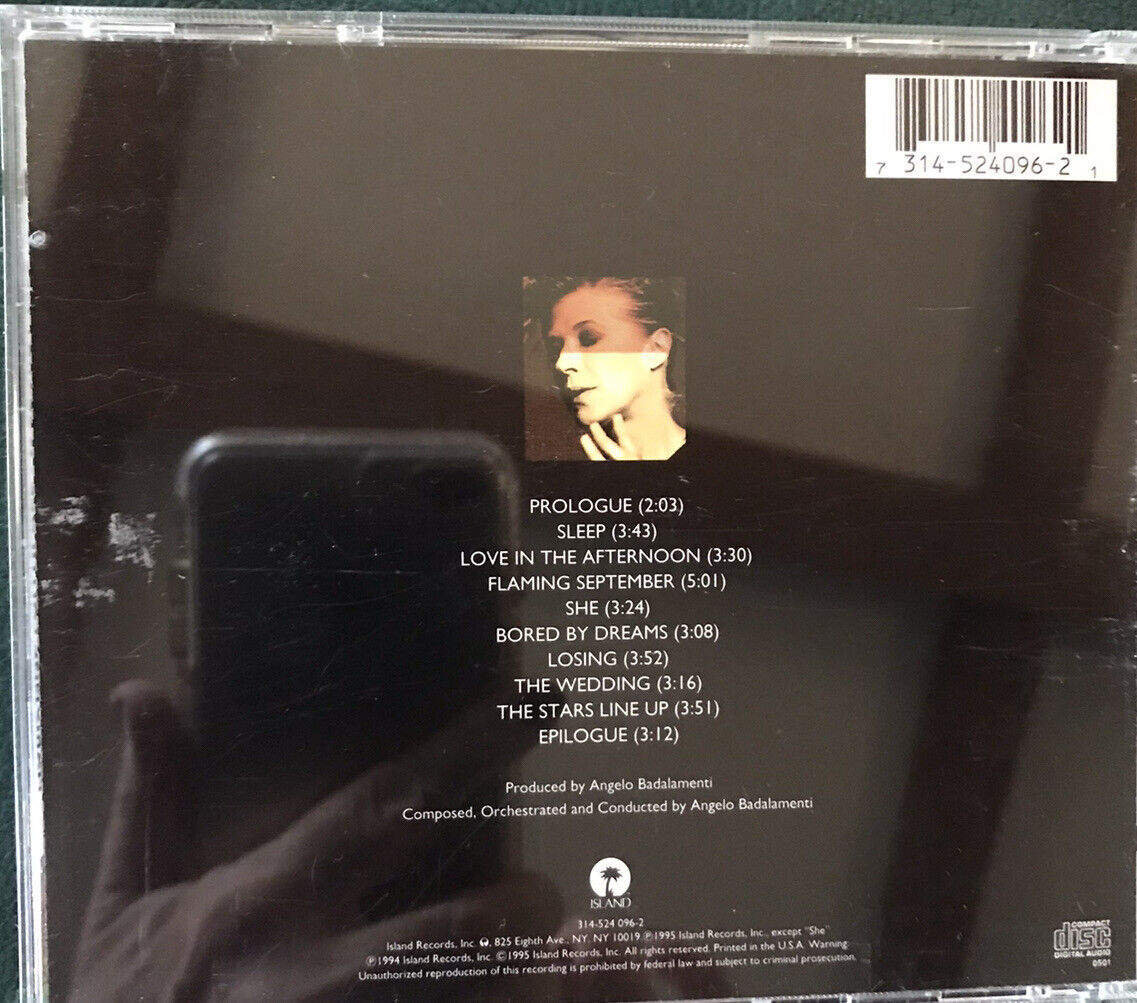 7 314-524096-2 1
PROLOGUE (2:03)
SLEEP (3:43)
LOVE IN THE AFTERNOON (3:30)
FLAMING SEPTEMBER (5:01)
SHE (3:24)
BORED BY DREAMS (3:08)
LOSING (3:52)
THE WEDDING (3:16)
THE STARS LINE UP (3:51)
EPILOGUE (3:12)
Produced by Angelo Badalamenti
Composed, Orchestrated and Conducted by Angelo Badalamenti
ISLAND
314-524 096-2
Island Records, Inc. 825 Eighth Ave., NY, NY 10019 ℗1995 Island Records, Inc., except "She"
℗1994 Island Records, Inc. ©1995 Island Records, Inc. All rights reserved. Printed in the U.S.A. Warning:
Unauthorized reproduction of this recording is prohibited by federal law and subject to criminal prosecution.
COMPACT
disc
DIGITAL AUDIO
0501